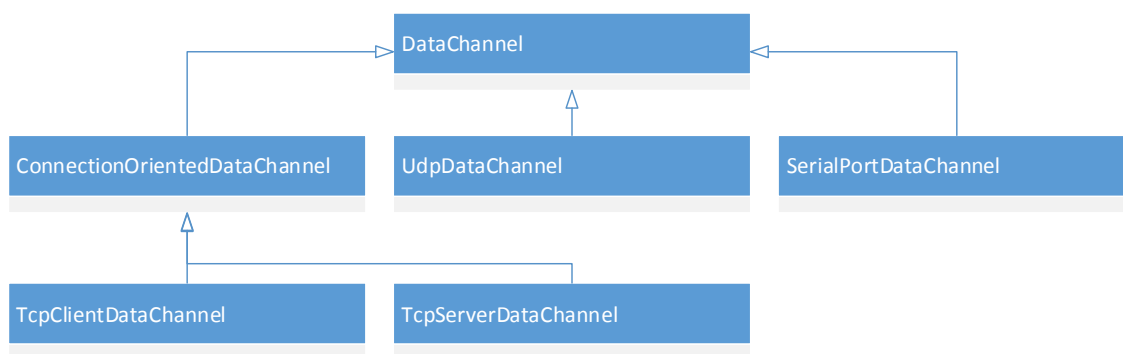 DataChannel
ConnectionOrientedDataChannel
UdpDataChannel
SerialPortDataChannel
TcpClientDataChannel
TcpServerDataChannel